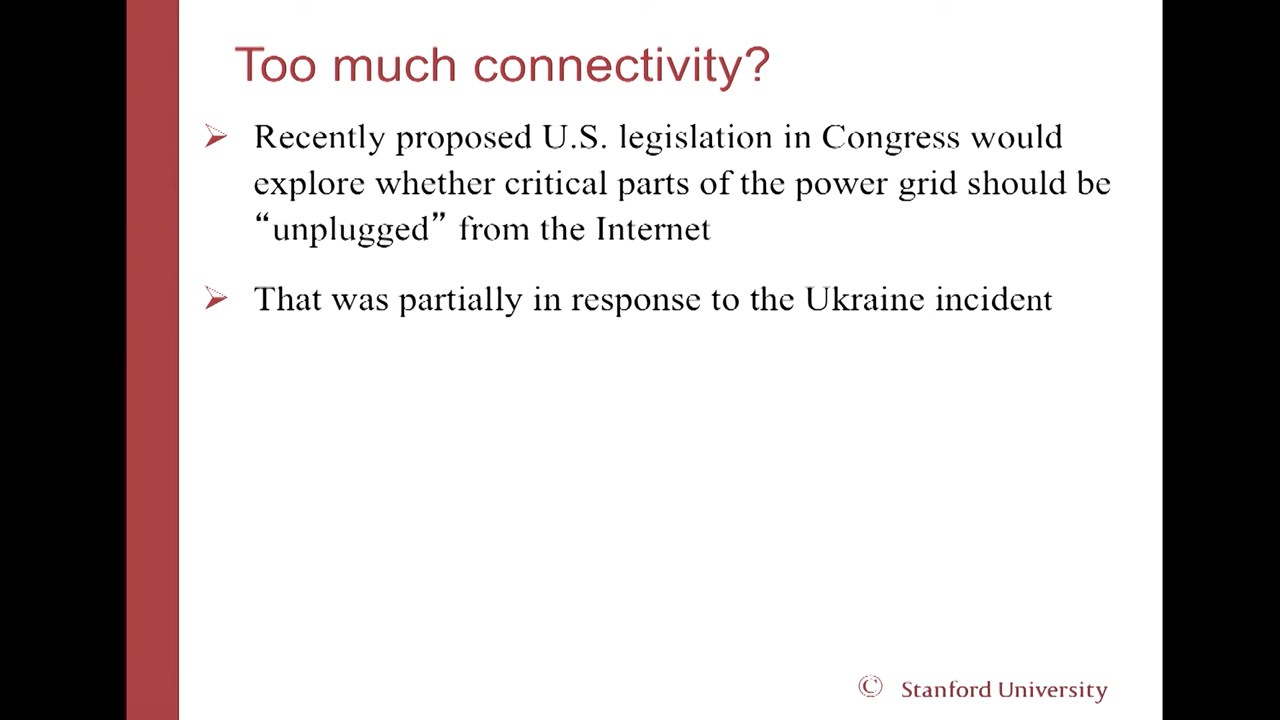 Too much connectivity?
Recently proposed U.S. legislation in Congress would
explore whether critical parts of the power grid should be
“unplugged” from the Internet
That was partially in response to the Ukraine incident
© Stanford University